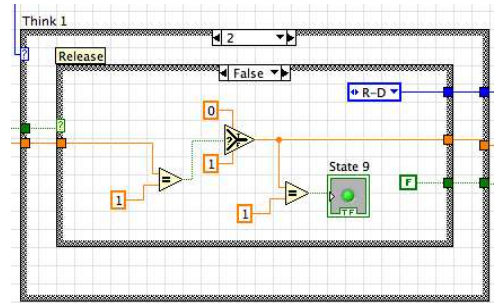 Think 1
2
?
Release
False
R-D
?
0
?
1
State 9
=
F
1
=
1
TF